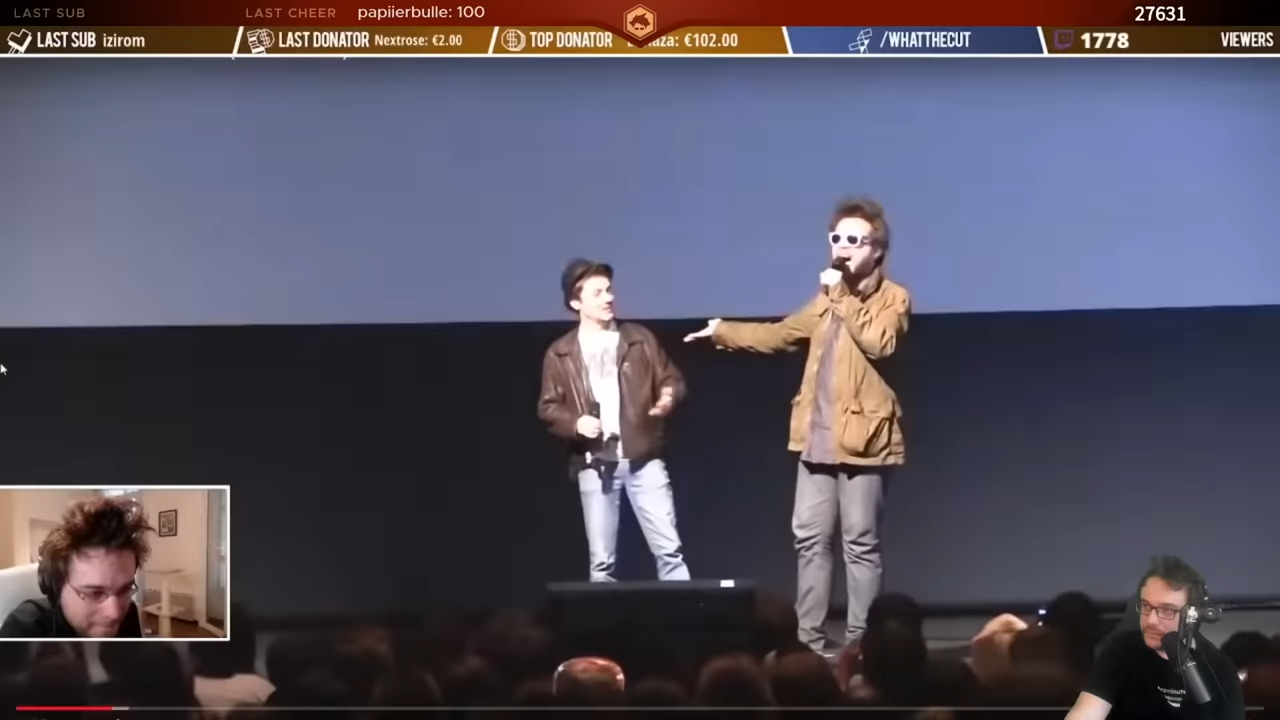 LAST SUB
LAST CHEER papiierbulle: 100
27631
LAST SUB izirom
LAST DONATOR Nextrose: €2.00
TOP DONATOR €102.00
/WHATTHECUT
1778 VIEWERS